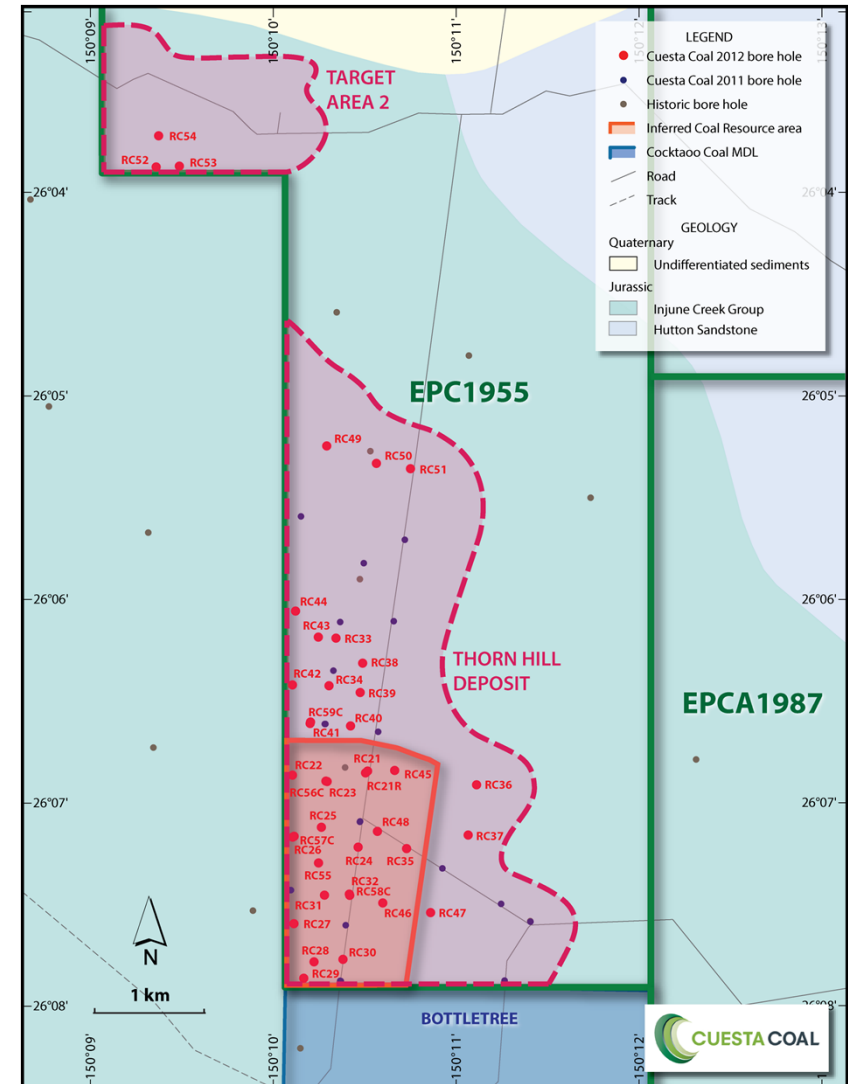 150°09'
150°10'
150°11'
150°12'
150°13'
LEGEND
Cuesta Coal 2012 bore hole
Cuesta Coal 2011 bore hole
Historic bore hole
Inferred Coal Resource area
Cocktaoo Coal MDL
Road
Track
GEOLOGY
Quaternary
Undifferentiated sediments
Jurassic
Injune Creek Group
Hutton Sandstone
TARGET
AREA 2
RC54
RC52
RC53
26°04'
26°04'
26°05'
26°05'
EPC1955
RC49
RC50
RC51
26°06'
26°06'
RC44
RC43
RC33
RC38
RC42
RC34
RC39
THORN HILL
DEPOSIT
EPCA1987
RC59C
RC40
RC41
RC22
RC21
RC45
RC56C
RC23
RC21R
RC36
26°07'
26°07'
RC25
RC48
RC57C
RC37
RC26
RC24
RC35
RC55
RC32
RC31
RC58C
RC46
RC47
RC27
RC28
RC30
RC29
N
1 km
26°08'
26°08'
BOTTLETREE
CUESTA COAL
150°09'
150°10'
150°11'
150°12'
150°13'